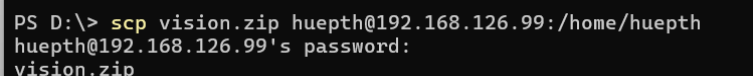 PS D:\> scp vision.zip huepth@192.168.126.99:/home/huepth
huepth@192.168.126.99's password:
vision.zip